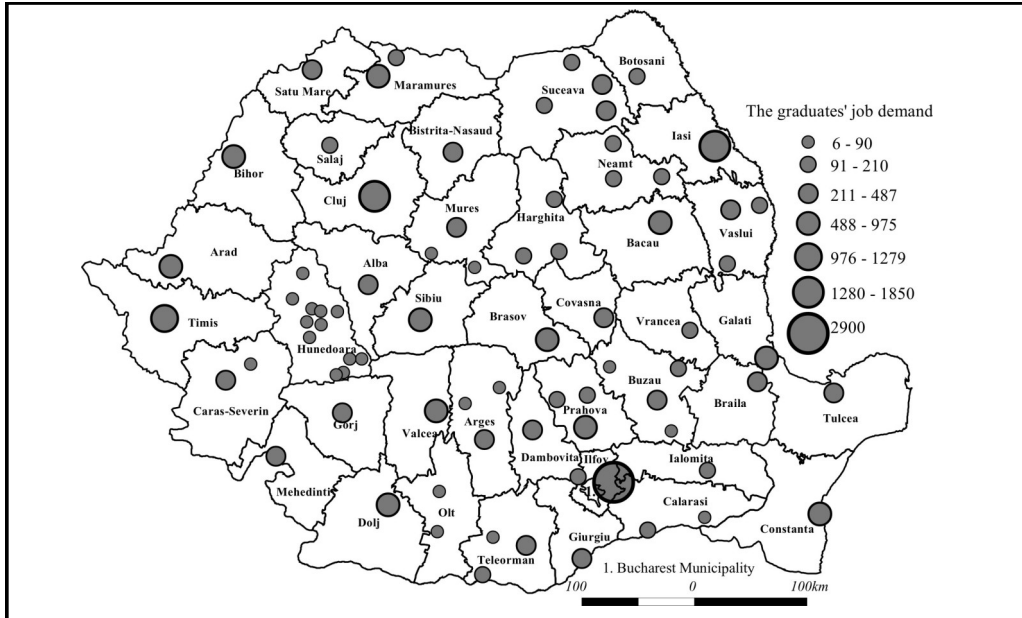 Botosani
Suceava
Satu Mare
Maramures
The graduates' job demand
6 - 90
91 - 210
211 - 487
488 - 975
976 - 1279
1280 - 1850
2900
Bistrita-Nasaud
Iasi
Salaj
Neamt
Bihor
Cluj
Mures
Harghita
Vaslui
Bacau
Arad
Alba
Sibiu
Covasna
Brasov
Vrancea
Galati
Timis
Hunedoara
Buzau
Braila
Caras-Severin
Gorj
Valcea
Arges
Prahova
Tulcea
Dambovita
Ilfov
Ialomita
Mehedinti
1.
Calarasi
Dolj
Olt
Constanta
Giurgiu
Teleorman
1. Bucharest Municipality
100 0 100km